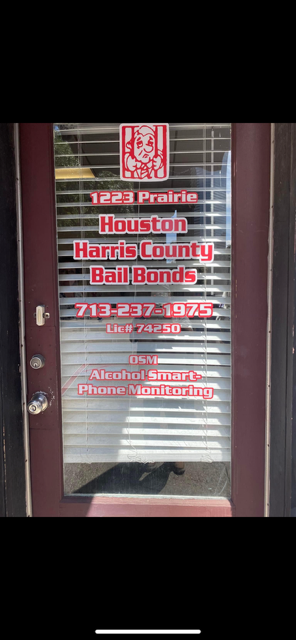 1223 Prairie
Houston
Harris County
Bail Bonds
713-237-1975
Lic# 74250
OSM
Alcohol Smart-
Phone Monitoring